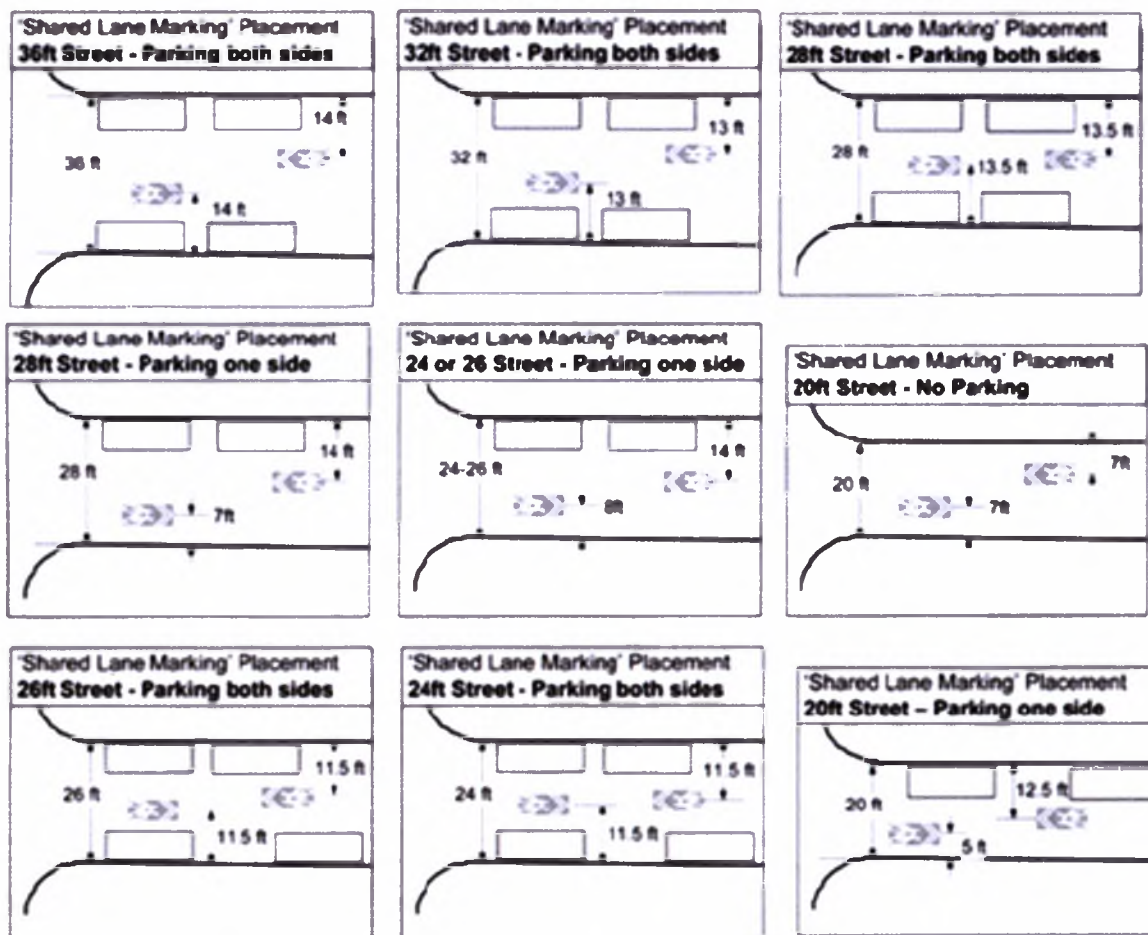 'Shared Lane Marking' Placement
36ft Street - Parking both sides
14 ft
36 ft
14 ft
'Shared Lane Marking' Placement
32ft Street - Parking both sides
13 ft
32 ft
13 ft
'Shared Lane Marking' Placement
28ft Street - Parking both sides
13.5 ft
28 ft
13.5 ft
'Shared Lane Marking' Placement
28ft Street - Parking one side
14 ft
28 ft
7ft
'Shared Lane Marking' Placement
24 or 26 Street - Parking one side
14 ft
24-26 ft
8ft
'Shared Lane Marking' Placement
20ft Street - No Parking
7ft
20 ft
7ft
'Shared Lane Marking' Placement
26ft Street - Parking both sides
11.5 ft
26 ft
11.5 ft
'Shared Lane Marking' Placement
24ft Street - Parking both sides
11.5 ft
24 ft
11.5 ft
'Shared Lane Marking' Placement
20ft Street – Parking one side
12.5 ft
20 ft
5 ft